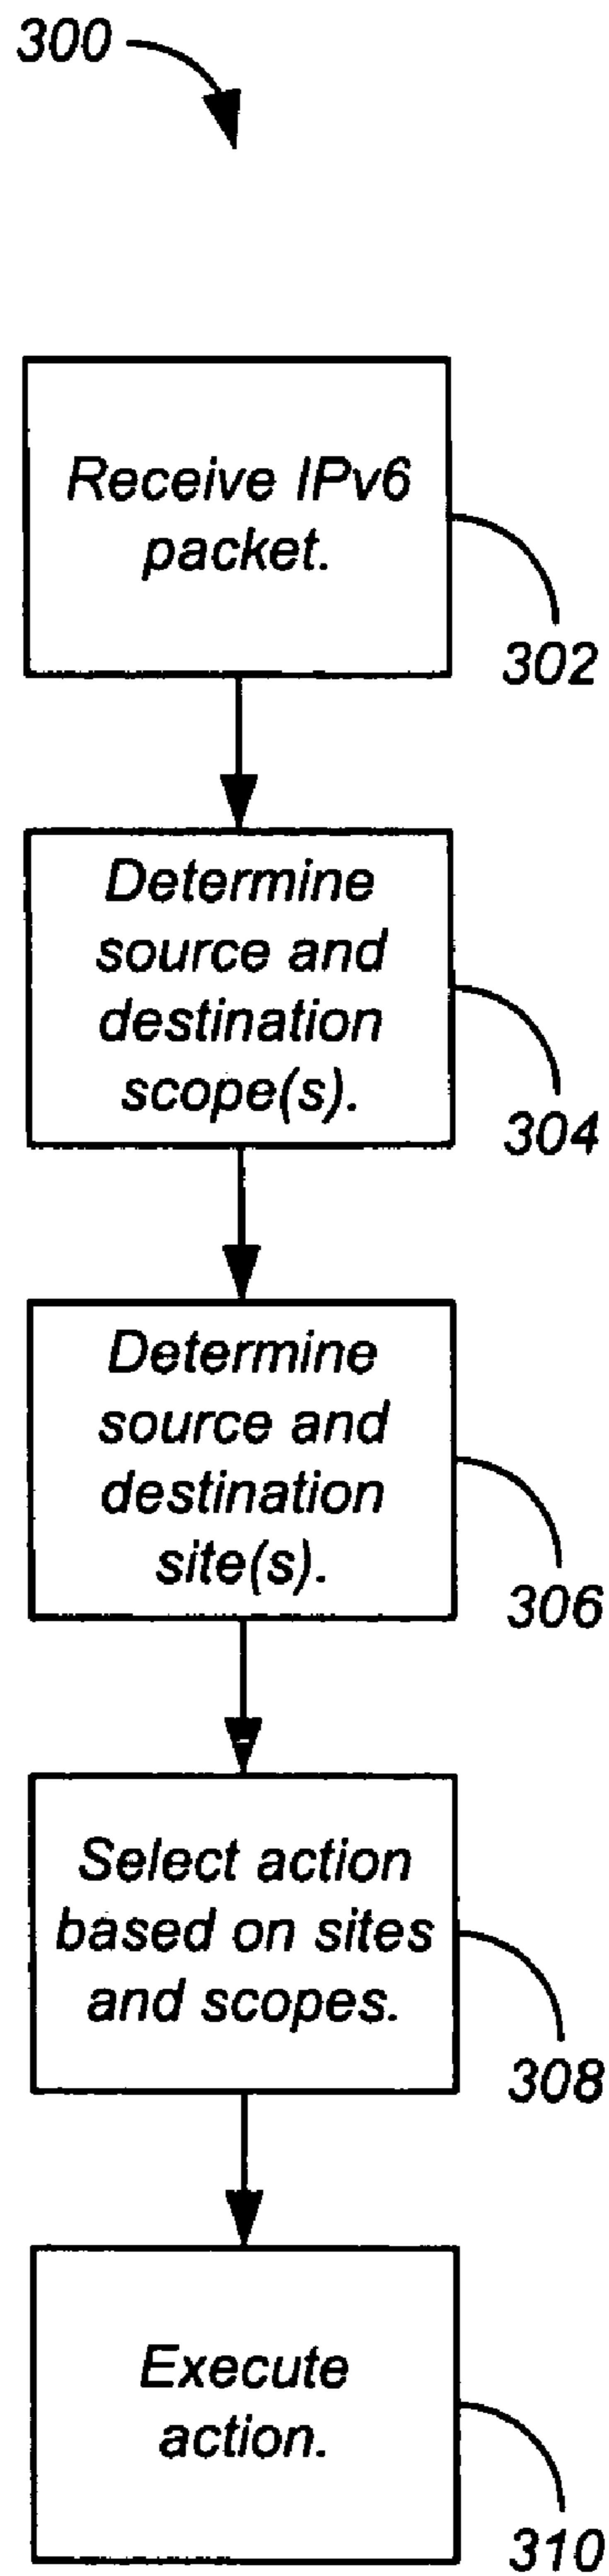 300
Receive IPv6
packet.
302
Determine
source and
destination
scope(s).
304
Determine
source and
destination
site(s).
306
Select action
based on sites
and scopes.
308
Execute
action.
310